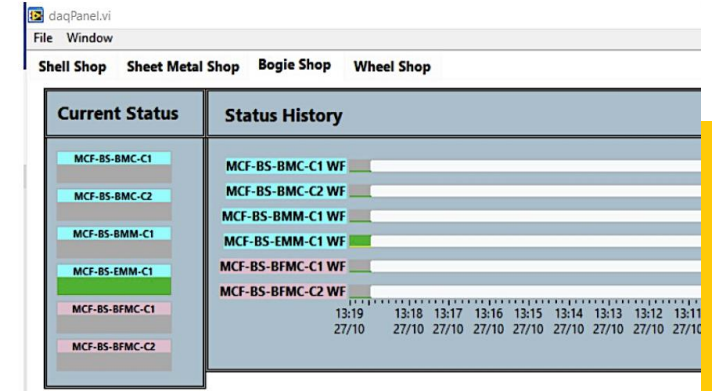 daqPanel.vi
File Window
Shell Shop Sheet Metal Shop Bogie Shop Wheel Shop
Current Status
Status History
MCF-BS-BMC-C1
MCF-BS-BMC-C2
MCF-BS-BMM-C1
MCF-BS-EMM-C1
MCF-BS-BFMC-C1
MCF-BS-BFMC-C2
MCF-BS-BMC-C1 WF
MCF-BS-BMC-C2 WF
MCF-BS-BMM-C1 WF
MCF-BS-EMM-C1 WF
MCF-BS-BFMC-C1 WF
MCF-BS-BFMC-C2 WF
13:19 13:18 13:17 13:16 13:15 13:14 13:13 13:12 13:11
27/10 27/10 27/10 27/10 27/10 27/10 27/10 27/10 27/10